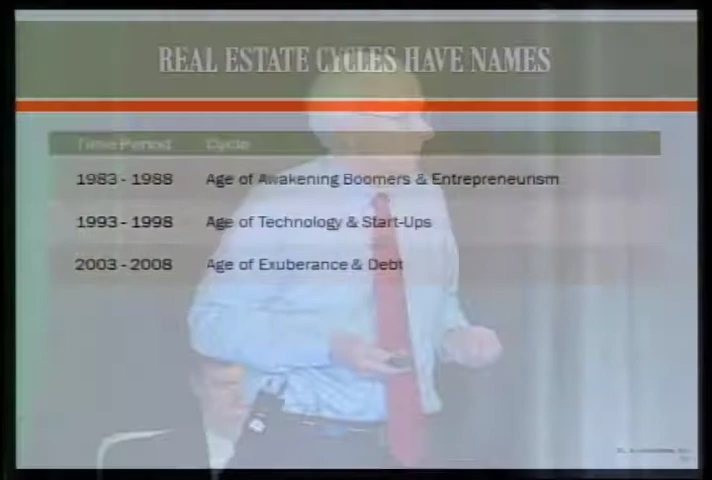 REAL ESTATE CYCLES HAVE NAMES
Time Period Cycle
1983 - 1988 Age of Awakening Boomers & Entrepreneurism
1993 - 1998 Age of Technology & Start-Ups
2003 - 2008 Age of Exuberance & Debt